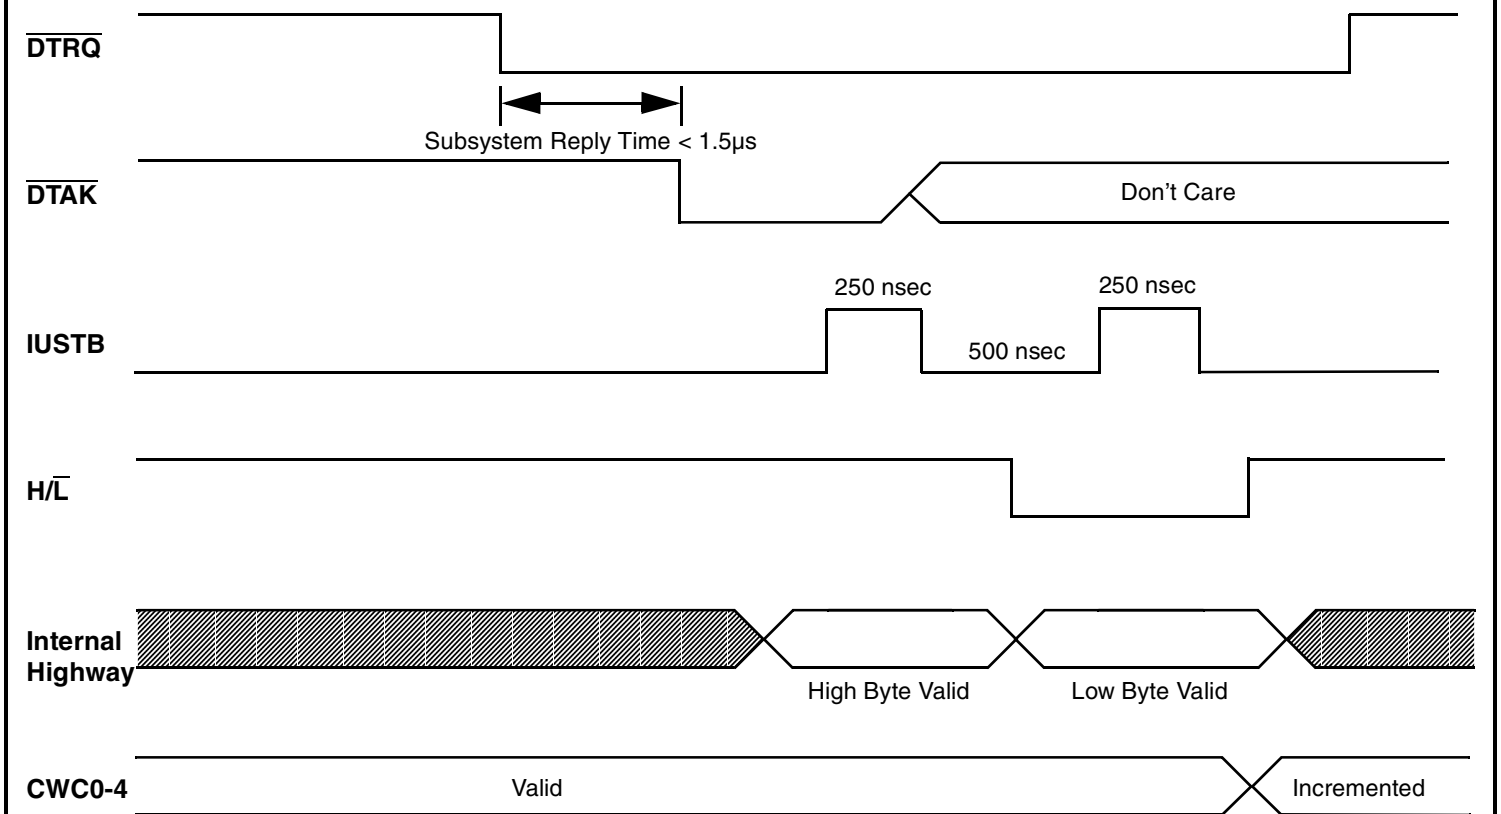 DTRQ
Subsystem Reply Time < 1.5µs
DTAK
Don't Care
250 nsec
250 nsec
IUSTB
500 nsec
H/L
Internal
Highway
High Byte Valid
Low Byte Valid
CWC0-4
Valid
Incremented